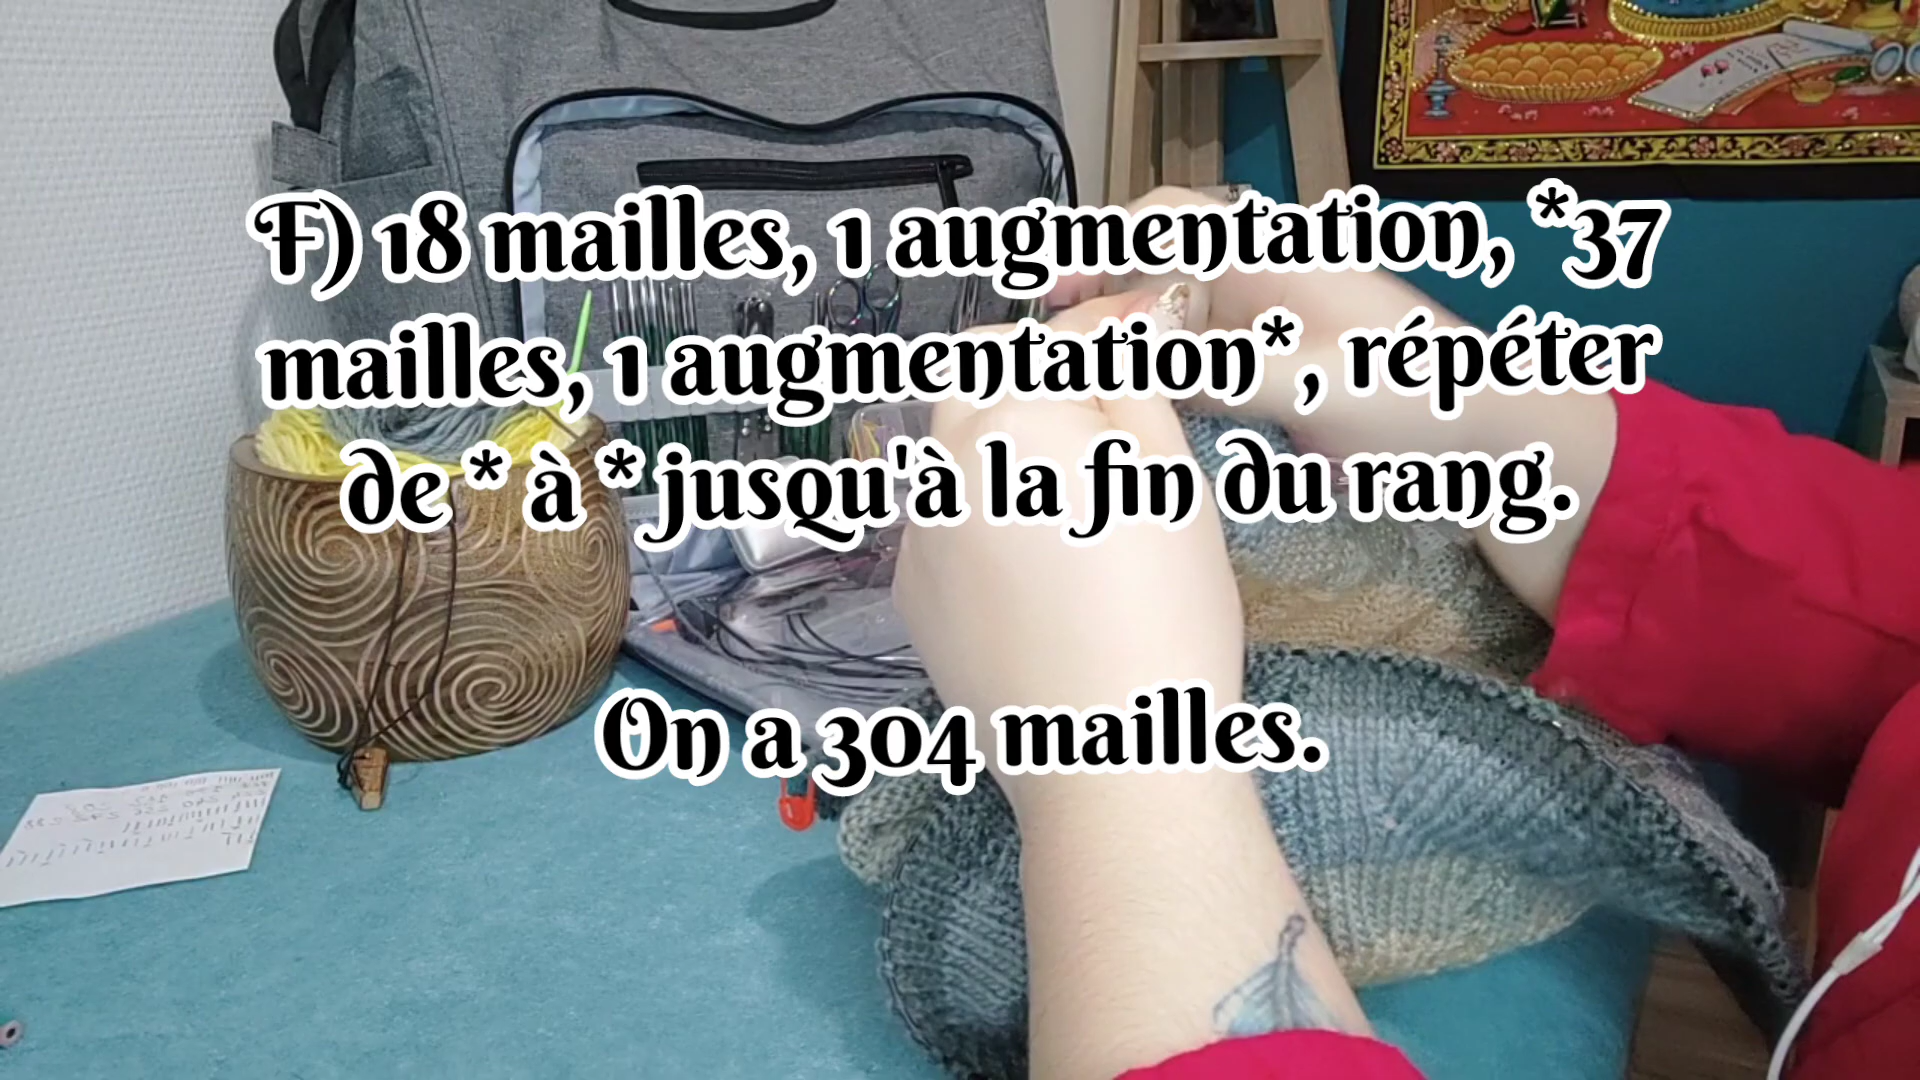 F) 18 mailles, 1 augmentation, *37
mailles, 1 augmentation*, répéter
de * à * jusqu'à la fin du rang.
On a 304 mailles.